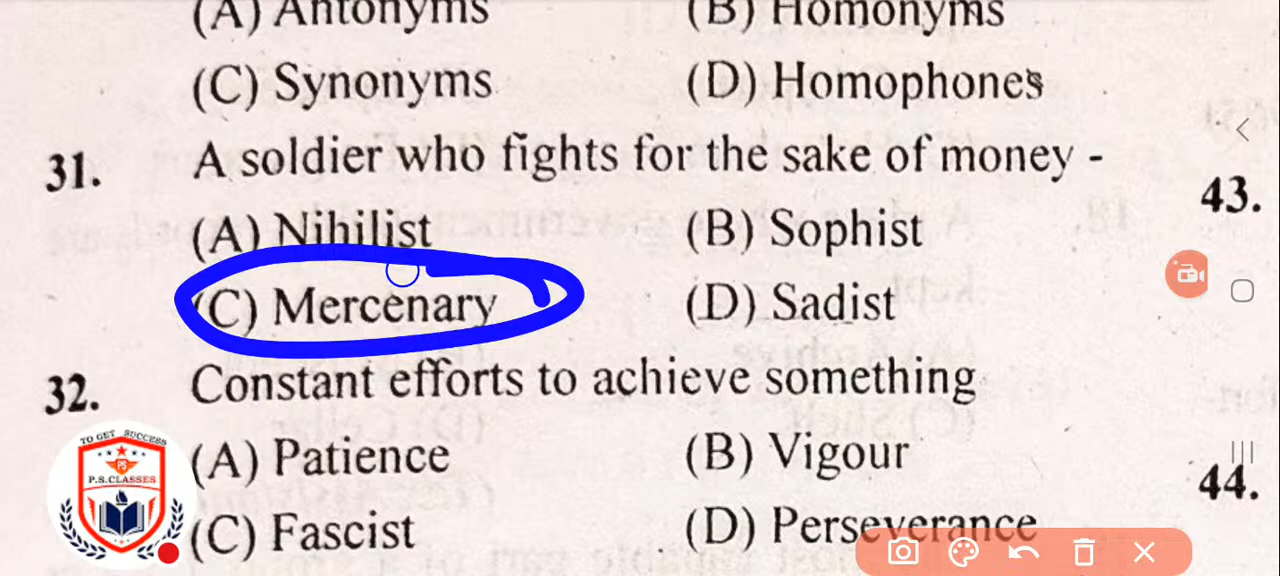 (A) Antonyms (B) Homonyms
(C) Synonyms (D) Homophones
31. A soldier who fights for the sake of money -
43.
(A) Nihilist (B) Sophist
(C) Mercenary (D) Sadist
32. Constant efforts to achieve something
(A) Patience (B) Vigour
44.
(C) Fascist (D) Perseverance
TO GET SUCCESS
PS
P.S.CLASSES